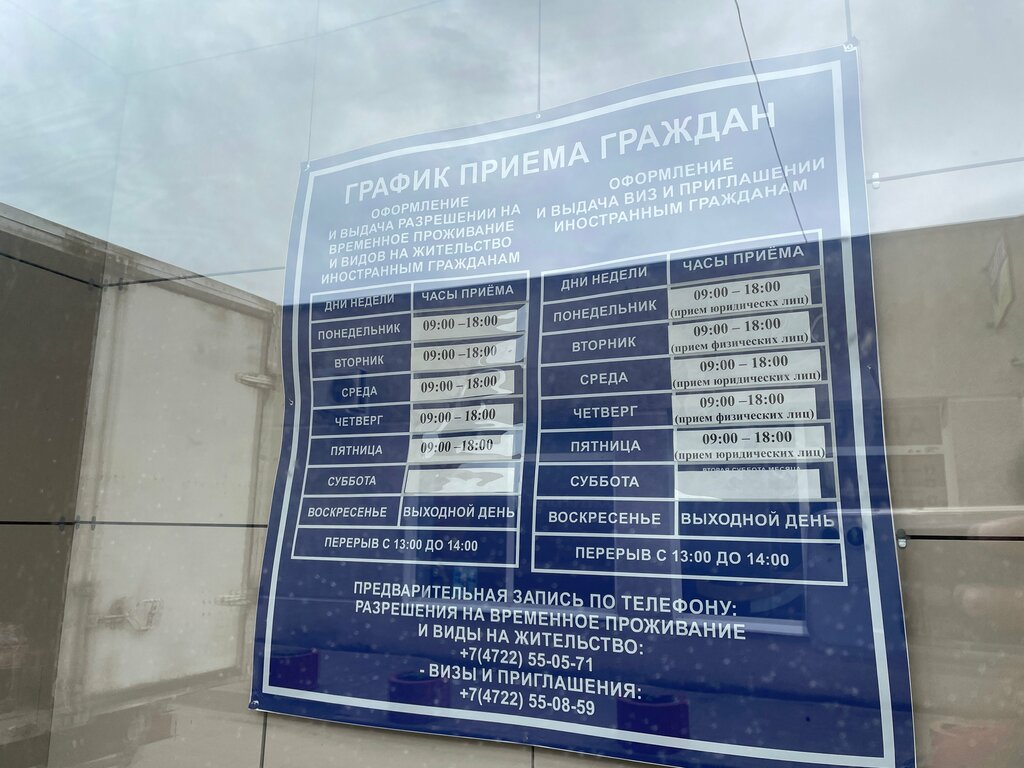 ГРАФИК ПРИЕМА ГРАЖДАН
ОФОРМЛЕНИЕ
И ВЫДАЧА РАЗРЕШЕНИИ НА
ВРЕМЕННОЕ ПРОЖИВАНИЕ
И ВИДОВ НА ЖИТЕЛЬСТВО
ИНОСТРАННЫМ ГРАЖДАНАМ
ДНИ НЕДЕЛИ ЧАСЫ ПРИЁМА
ПОНЕДЕЛЬНИК 09:00 –18:00
ВТОРНИК 09:00 –18:00
СРЕДА 09:00 –18:00
ЧЕТВЕРГ 09:00 – 18:00
ПЯТНИЦА 09:00 –18:00
СУББОТА
ВОСКРЕСЕНЬЕ ВЫХОДНОЙ ДЕНЬ
ПЕРЕРЫВ С 13:00 ДО 14:00
ОФОРМЛЕНИЕ
И ВЫДАЧА ВИЗ И ПРИГЛАШЕНИИ
ИНОСТРАННЫМ ГРАЖДАНАМ
ДНИ НЕДЕЛИ ЧАСЫ ПРИЁМА
ПОНЕДЕЛЬНИК 09:00 – 18:00
(прием юридическх лиц)
ВТОРНИК 09:00 – 18:00
(прием физических лиц)
СРЕДА 09:00 – 18:00
(прием юридических лиц)
ЧЕТВЕРГ 09:00 –18:00
(прием физических лиц)
ПЯТНИЦА 09:00 – 18:00
(прием юридических лиц)
СУББОТА ВТОРАЯ СУББОТА МЕСЯЦА
ВОСКРЕСЕНЬЕ ВЫХОДНОЙ ДЕНЬ
ПЕРЕРЫВ С 13:00 ДО 14:00
ПРЕДВАРИТЕЛЬНАЯ ЗАПИСЬ ПО ТЕЛЕФОНУ:
РАЗРЕШЕНИЯ НА ВРЕМЕННОЕ ПРОЖИВАНИЕ
И ВИДЫ НА ЖИТЕЛЬСТВО:
+7(4722) 55-05-71
- ВИЗЫ И ПРИГЛАШЕНИЯ:
+7(4722) 55-08-59